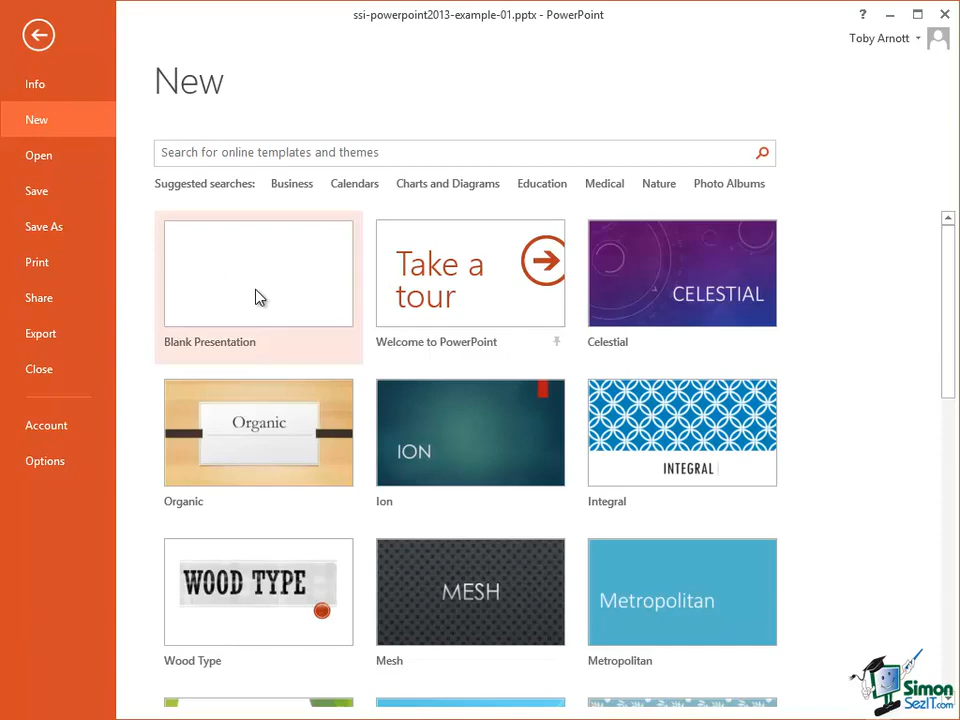 ssi-powerpoint2013-example-01.pptx - PowerPoint
?
Toby Arnott
Info
New
Open
Save
Save As
Print
Share
Export
Close
Account
Options
New
Search for online templates and themes
Suggested searches: Business Calendars Charts and Diagrams Education Medical Nature Photo Albums
Blank Presentation
Take a
tour
Welcome to PowerPoint
CELESTIAL
Celestial
Organic
Organic
ION
Ion
INTEGRAL
Integral
WOOD TYPE
Wood Type
MESH
Mesh
Metropolitan
Metropolitan
Simon
SezIT.com